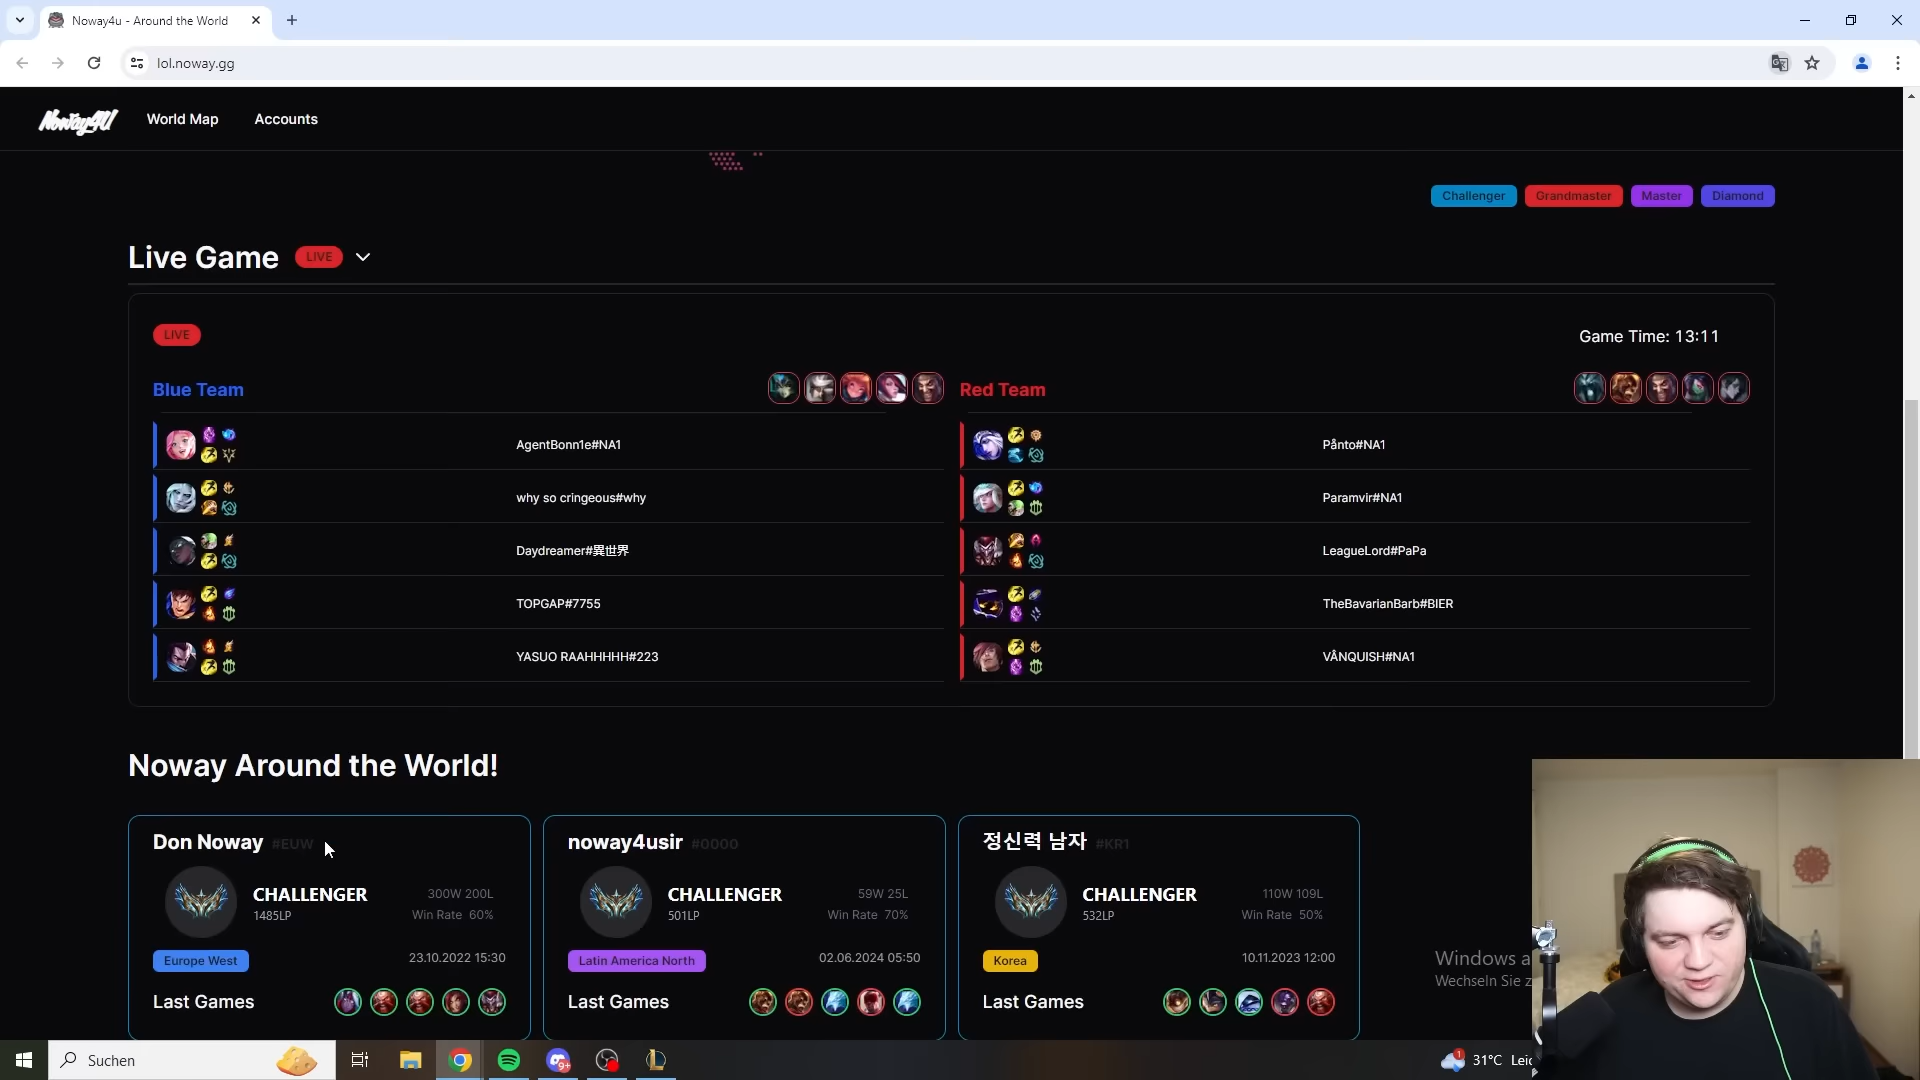 Noway4u - Around the World
lol.noway.gg
Noway4U
World Map
Accounts
Challenger
Grandmaster
Master
Diamond
Live Game
LIVE
LIVE
Game Time: 13:11
Blue Team
Red Team
AgentBonn1e#NA1
Pånto#NA1
why so cringeous#why
Paramvir#NA1
Daydreamer#異世界
LeagueLord#PaPa
TOPGAP#7755
TheBavarianBarb#BIER
YASUO RAAHHHHH#223
VÂNQUISH#NA1
Noway Around the World!
Don Noway #EUW
CHALLENGER
300W 200L
1485LP
Win Rate 60%
Europe West
23.10.2022 15:30
Last Games
noway4usir #0000
CHALLENGER
59W 25L
501LP
Win Rate 70%
Latin America North
02.06.2024 05:50
Last Games
정신력 남자 #KR1
CHALLENGER
110W 109L
532LP
Win Rate 50%
Korea
10.11.2023 12:00
Last Games
Windows a
Wechseln Sie z
Suchen
9+
1
31°C Leic